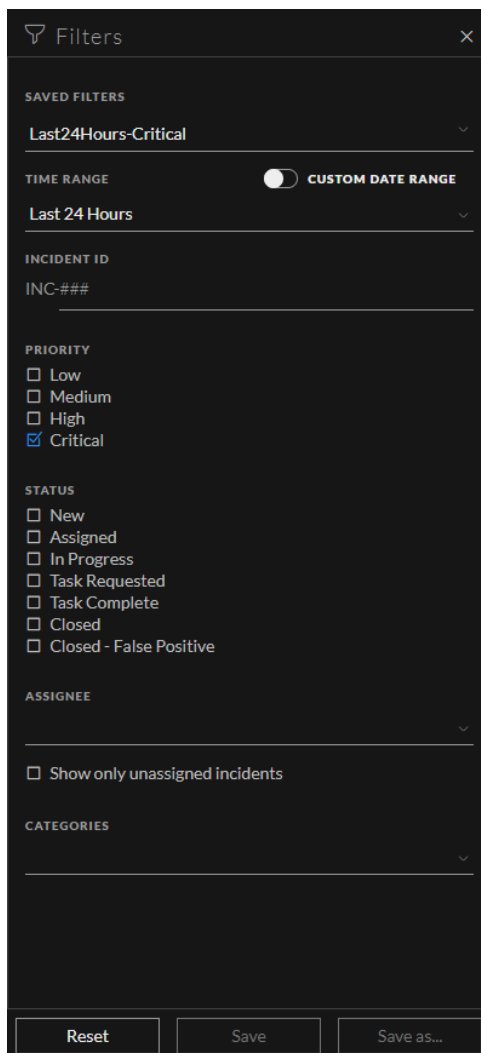 Filters
SAVED FILTERS
Last24Hours-Critical
TIME RANGE CUSTOM DATE RANGE
Last 24 Hours
INCIDENT ID
INC-###
PRIORITY
Low
Medium
High
Critical
STATUS
New
Assigned
In Progress
Task Requested
Task Complete
Closed
Closed - False Positive
ASSIGNEE
Show only unassigned incidents
CATEGORIES
Reset Save Save as...